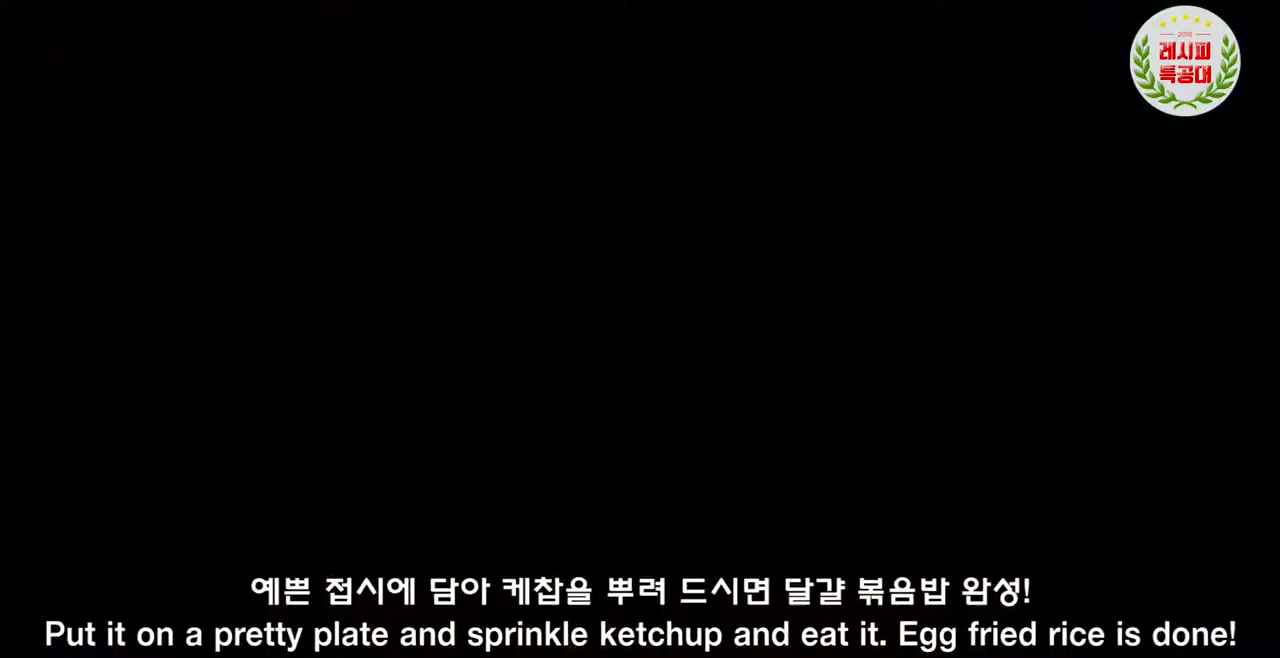 2018
레시피
특공대
예쁜 접시에 담아 케찹을 뿌려 드시면 달걀 볶음밥 완성!
Put it on a pretty plate and sprinkle ketchup and eat it. Egg fried rice is done!